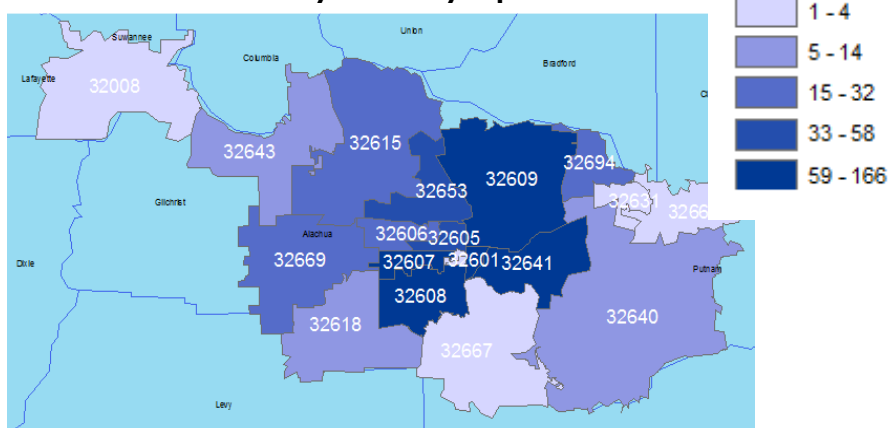 1 - 4
5 - 14
15 - 32
33 - 58
59 - 166
Union
Suwannee
Columbia
Bradford
Lafayette
32008
32615
32643
32694
32609
32653
32631
Gilchrist
32606
32605
Alachua
32669
32607
32601
32641
Dixie
Putnam
32608
32618
32640
32667
Levy